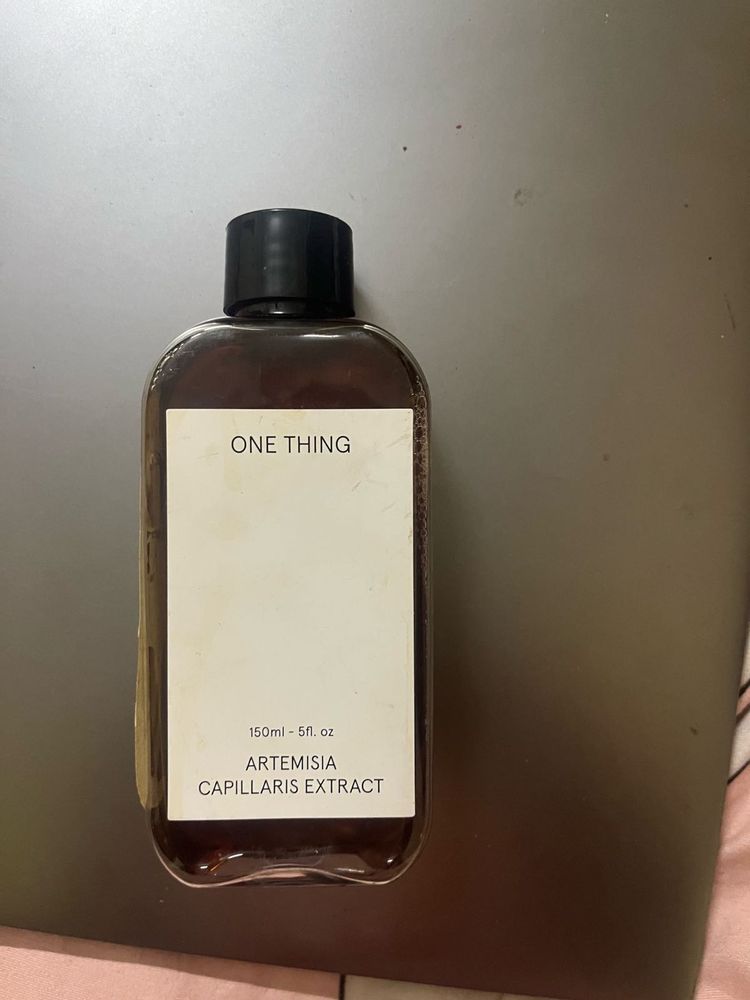 ONE THING
150ml - 5fl. oz
ARTEMISIA
CAPILLARIS EXTRACT